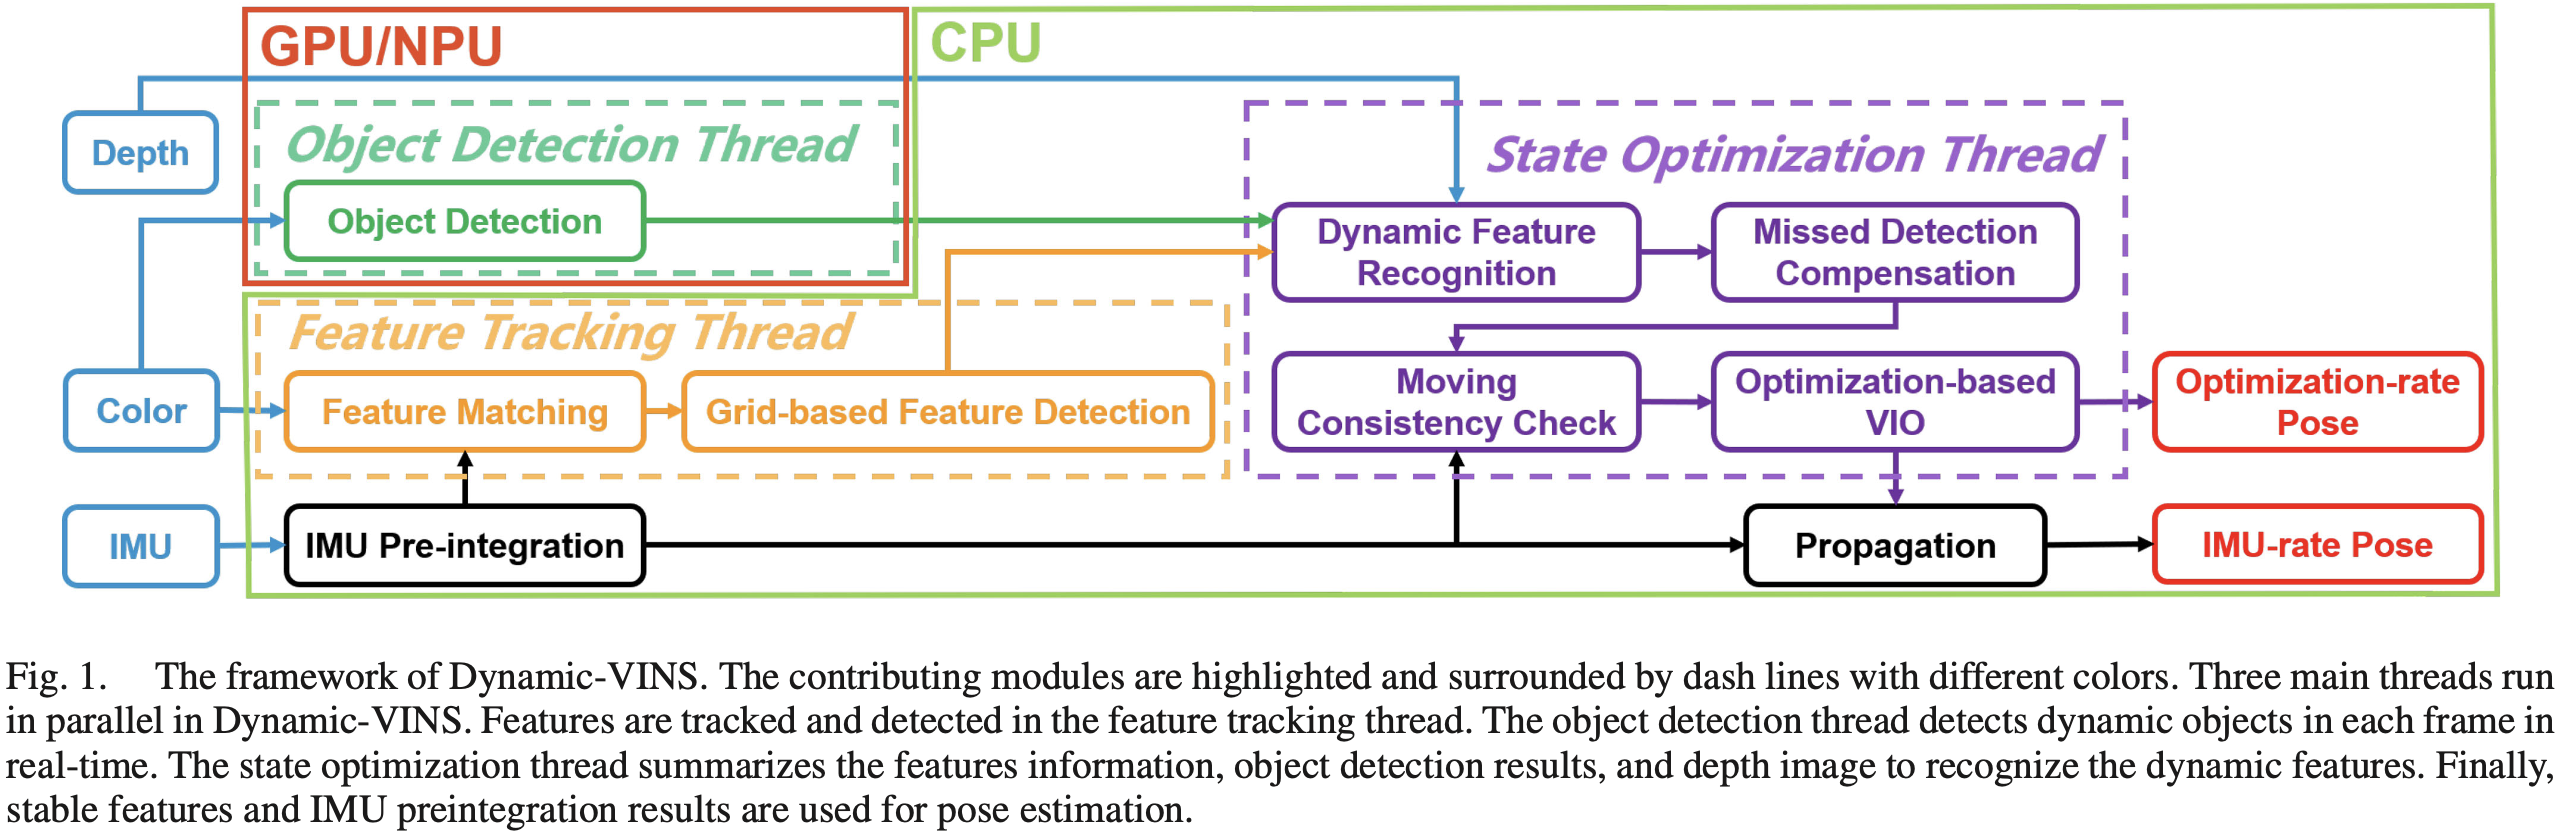 GPU/NPU
CPU
Depth
Object Detection Thread
Object Detection
State Optimization Thread
Dynamic Feature
Recognition
Missed Detection
Compensation
Feature Tracking Thread
Color
Feature Matching
Grid-based Feature Detection
Moving
Consistency Check
Optimization-based
VIO
Optimization-rate
Pose
IMU
IMU Pre-integration
Propagation
IMU-rate Pose
Fig. 1. The framework of Dynamic-VINS. The contributing modules are highlighted and surrounded by dash lines with different colors. Three main threads run
in parallel in Dynamic-VINS. Features are tracked and detected in the feature tracking thread. The object detection thread detects dynamic objects in each frame in
real-time. The state optimization thread summarizes the features information, object detection results, and depth image to recognize the dynamic features. Finally,
stable features and IMU preintegration results are used for pose estimation.